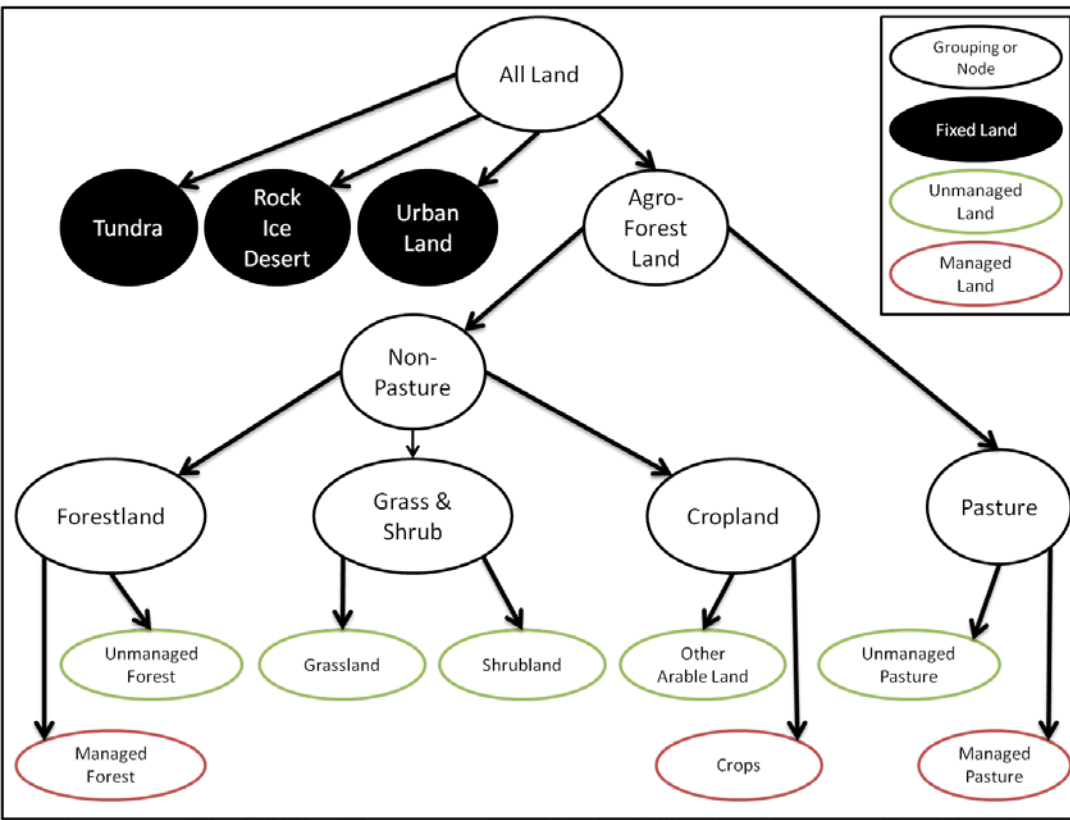 All Land
Tundra
Rock
Ice
Desert
Urban
Land
Agro-
Forest
Land
Non-
Pasture
Forestland
Grass &
Shrub
Cropland
Pasture
Unmanaged
Forest
Grassland
Shrubland
Other
Arable Land
Unmanaged
Pasture
Managed
Forest
Crops
Managed
Pasture
Grouping or
Node
Fixed Land
Unmanaged
Land
Managed
Land